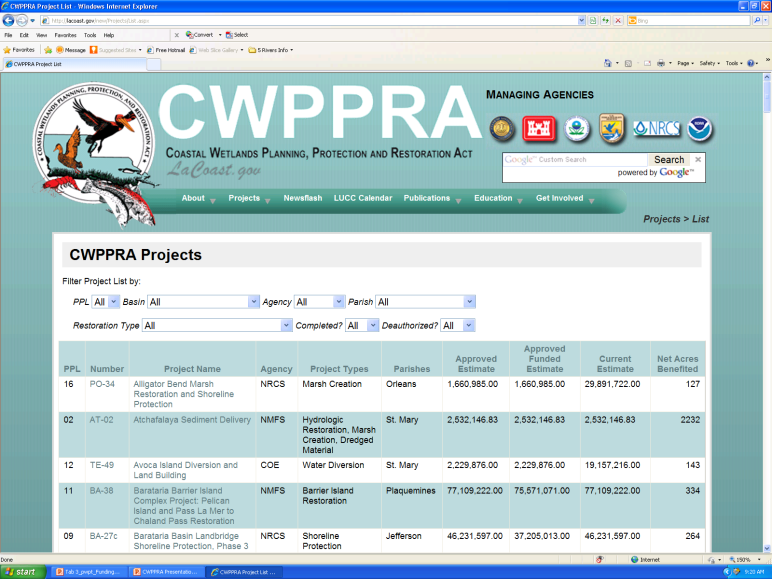 CWPPRA Project List - Windows Internet Explorer
http://lacoast.gov/new/Projects/List.aspx
Bing
File Edit View Favorites Tools Help
x Convert Select
Favorites Message Suggested Sites Free Hotmail Web Slice Gallery 5 Rivers Info
CWPPRA Project List
Page Safety Tools
COASTAL WETLANDS PLANNING, PROTECTION, AND RESTORATION ACT
CWPPRA
MANAGING AGENCIES
NRCS
COASTAL WETLANDS PLANNING, PROTECTION AND RESTORATION ACT
LaCoast.gov
Google™ Custom Search Search ×
powered by Google™
About Projects Newsflash LUCC Calendar Publications Education Get Involved
Projects > List
CWPPRA Projects
Filter Project List by:
PPL All Basin All Agency All Parish All
Restoration Type All Completed? All Deauthorized? All
PPL Number Project Name Agency Project Types Parishes Approved Estimate Approved Funded Estimate Current Estimate Net Acres Benefited
16 PO-34 Alligator Bend Marsh Restoration and Shoreline Protection NRCS Marsh Creation Orleans 1,660,985.00 1,660,985.00 29,891,722.00 127
02 AT-02 Atchafalaya Sediment Delivery NMFS Hydrologic Restoration, Marsh Creation, Dredged Material St. Mary 2,532,146.83 2,532,146.83 2,532,146.83 2232
12 TE-49 Avoca Island Diversion and Land Building COE Water Diversion St. Mary 2,229,876.00 2,229,876.00 19,157,216.00 143
11 BA-38 Barataria Barrier Island Complex Project: Pelican Island and Pass La Mer to Chaland Pass Restoration NMFS Barrier Island Restoration Plaquemines 77,109,222.00 75,571,071.00 77,109,222.00 334
09 BA-27c Barataria Basin Landbridge Shoreline Protection, Phase 3 NRCS Shoreline Protection Jefferson 46,231,597.00 37,205,013.00 46,231,597.00 264
Done Internet 150%
start Tab 3_pvpt_Funding... CWPPRA Presentatio... CWPPRA Project List ... 9:20 AM